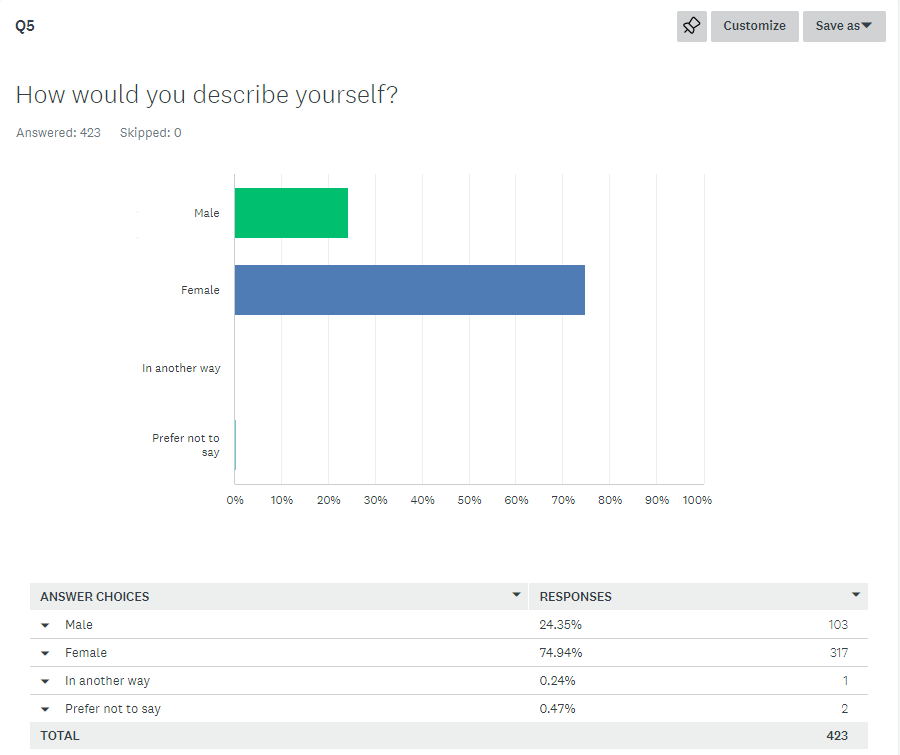 Q5
Customize
Save as
How would you describe yourself?
Answered: 423 Skipped: 0
Male
Female
In another way
Prefer not to
say
0% 10% 20% 30% 40% 50% 60% 70% 80% 90% 100%
ANSWER CHOICES RESPONSES
Male 24.35% 103
Female 74.94% 317
In another way 0.24% 1
Prefer not to say 0.47% 2
TOTAL 423